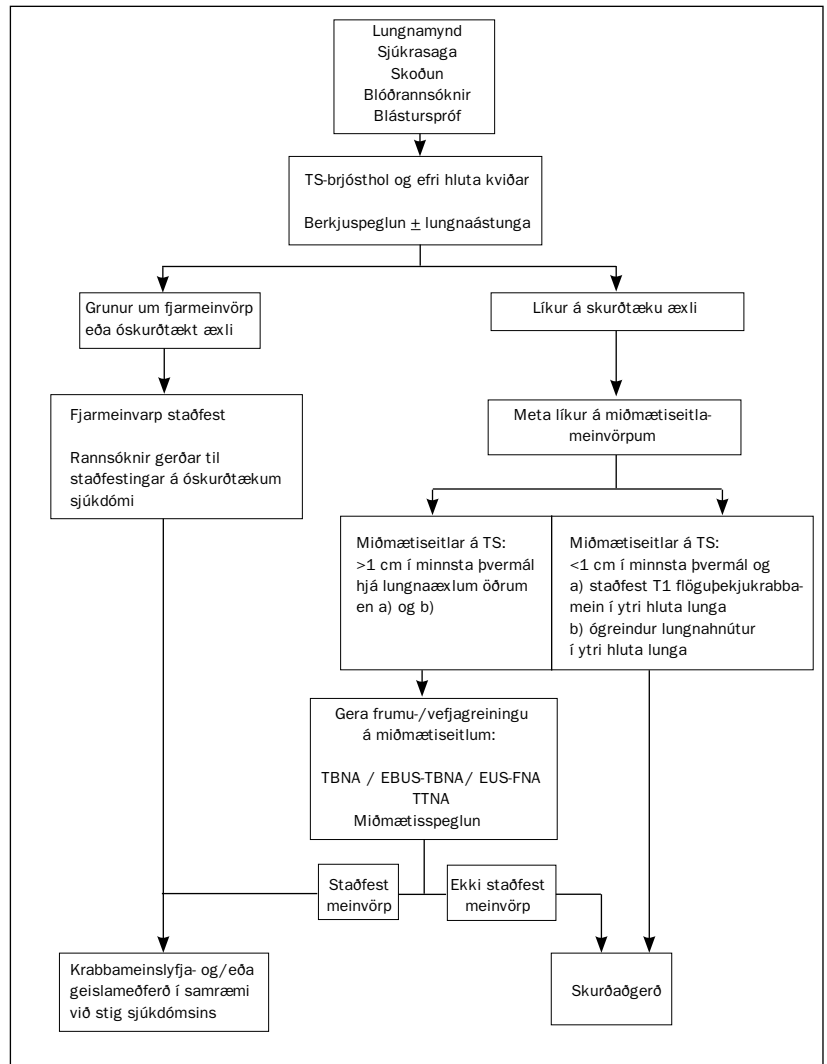 Lungnamynd
Sjúkrasaga
Skoðun
Blóðrannsóknir
Blásturspróf
TS-brjósthol og efri hluta kviðar
Berkjuspeglun ± lungnaástunga
Grunur um fjarmeinvörp
eða óskurðtækt æxli
Líkur á skurðtæku æxli
Fjarmeinvarp staðfest
Rannsóknir gerðar til
staðfestingar á óskurðtækum
sjúkdómi
Meta líkur á miðmætiseitla-
meinvörpum
Miðmætiseitlar á TS:
>1 cm í minnsta þvermál
hjá lungnaæxlum öðrum
en a) og b)
Miðmætiseitlar á TS:
<1 cm í minnsta þvermál og
a) staðfest T1 flöguþekjukrabba-
mein í ytri hluta lunga
b) ógreindur lungnahnútur
í ytri hluta lunga
Gera frumu-/vefjagreiningu
á miðmætiseitlum:
TBNA / EBUS-TBNA/ EUS-FNA
TTNA
Miðmætisspeglun
Staðfest
meinvörp
Ekki staðfest
meinvörp
Krabbameinslyfja- og/eða
geislameðferð í samræmi
við stig sjúkdómsins
Skurðaðgerð